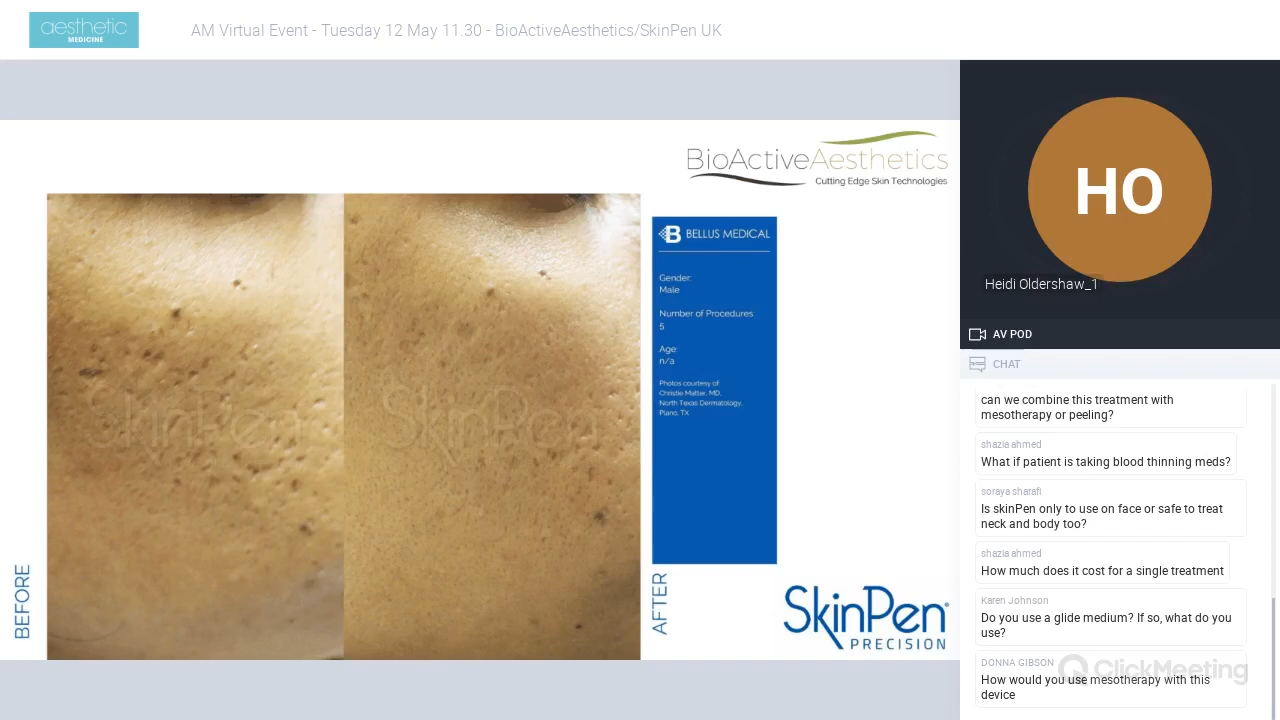 aesthetic
MEDICINE
AM Virtual Event - Tuesday 12 May 11.30 - BioActiveAesthetics/SkinPen UK
BioActiveAesthetics
Cutting Edge Skin Technologies
BELLUS MEDICAL
Gender:
Male
Number of Procedures
5
Age:
n/a
Photos courtesy of
Christie Matter, MD,
North Texas Dermatology,
Plano, TX
BEFORE
AFTER
SkinPen
SkinPen
SkinPen®
PRECISION
HO
Heidi Oldershaw_1
AV POD
CHAT
can we combine this treatment with
mesotherapy or peeling?
shazia ahmed
What if patient is taking blood thinning meds?
soraya sharafi
Is skinPen only to use on face or safe to treat
neck and body too?
shazia ahmed
How much does it cost for a single treatment
Karen Johnson
Do you use a glide medium? If so, what do you
use?
DONNA GIBSON
How would you use mesotherapy with this
device
ClickMeeting